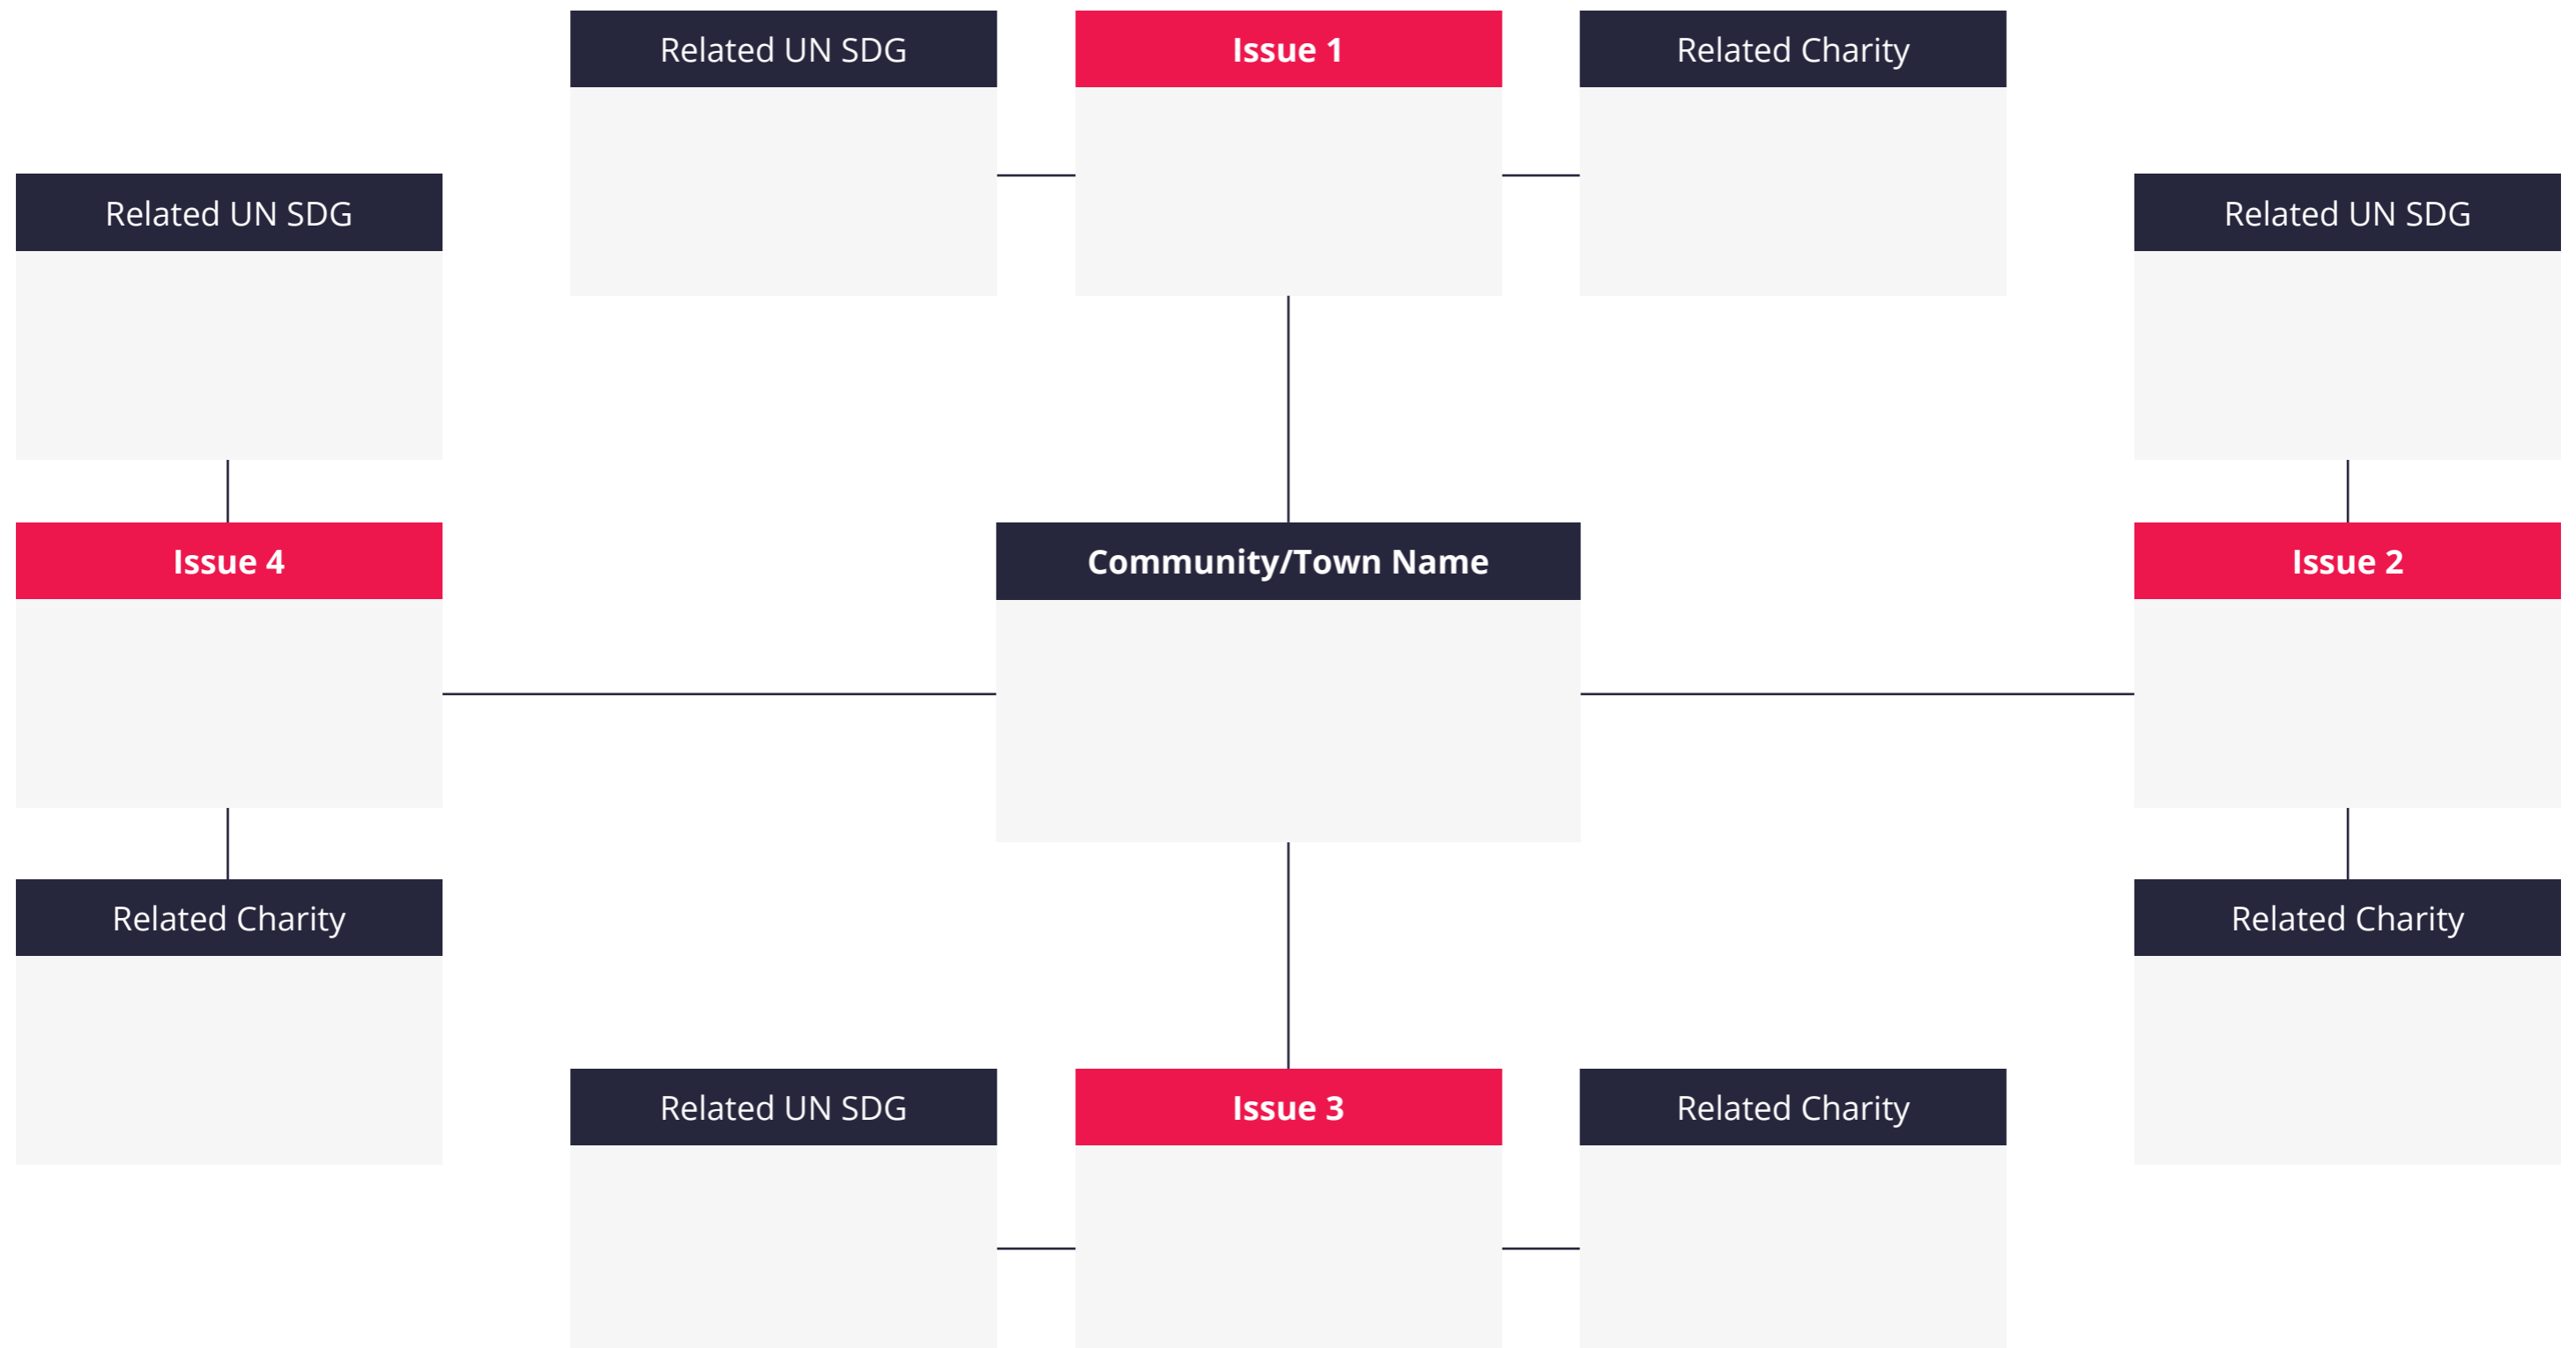 Related UN SDG
Issue 1
Related Charity
Related UN SDG
Related UN SDG
Issue 4
Community/Town Name
Issue 2
Related Charity
Related Charity
Related UN SDG
Issue 3
Related Charity